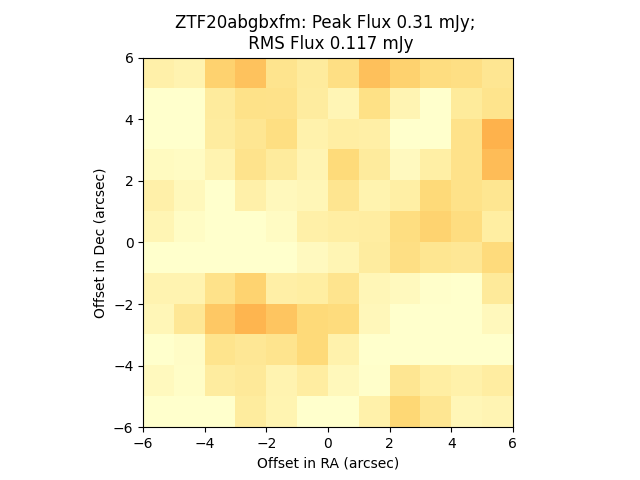 ZTF20abgbxfm: Peak Flux 0.31 mJy;
RMS Flux 0.117 mJy
6
4
2
0
−2
−4
−6
Offset in Dec (arcsec)
−6 −4 −2 0 2 4 6
Offset in RA (arcsec)